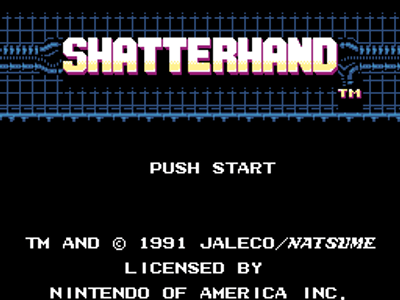 SHATTERHAND
TM
PUSH START
TM AND © 1991 JALECO/NATSUME
LICENSED BY
NINTENDO OF AMERICA INC.